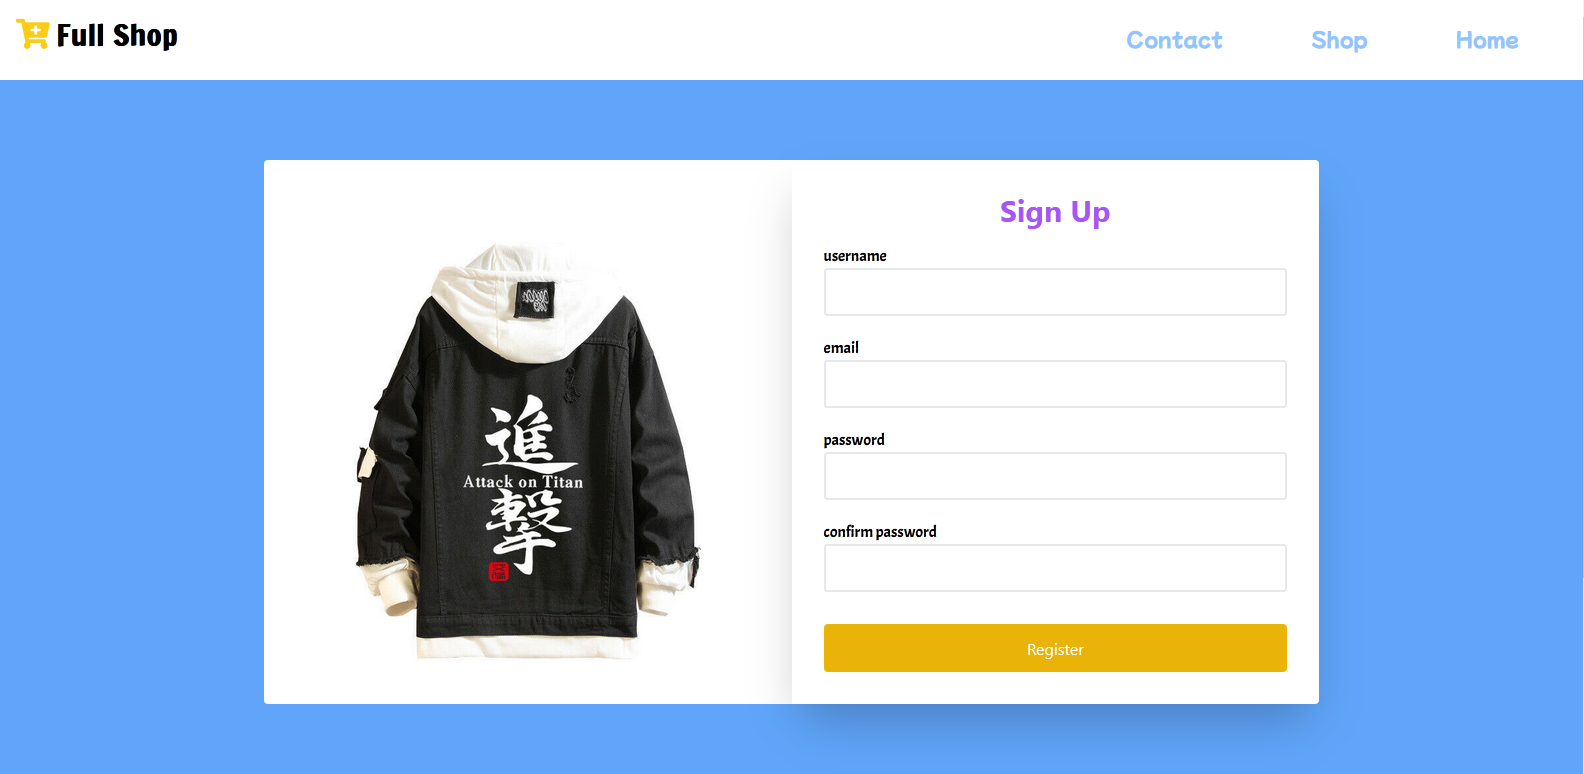 Full Shop
Contact
Shop
Home
進
Attack on Titan
撃
Sign Up
username
email
password
confirm password
Register